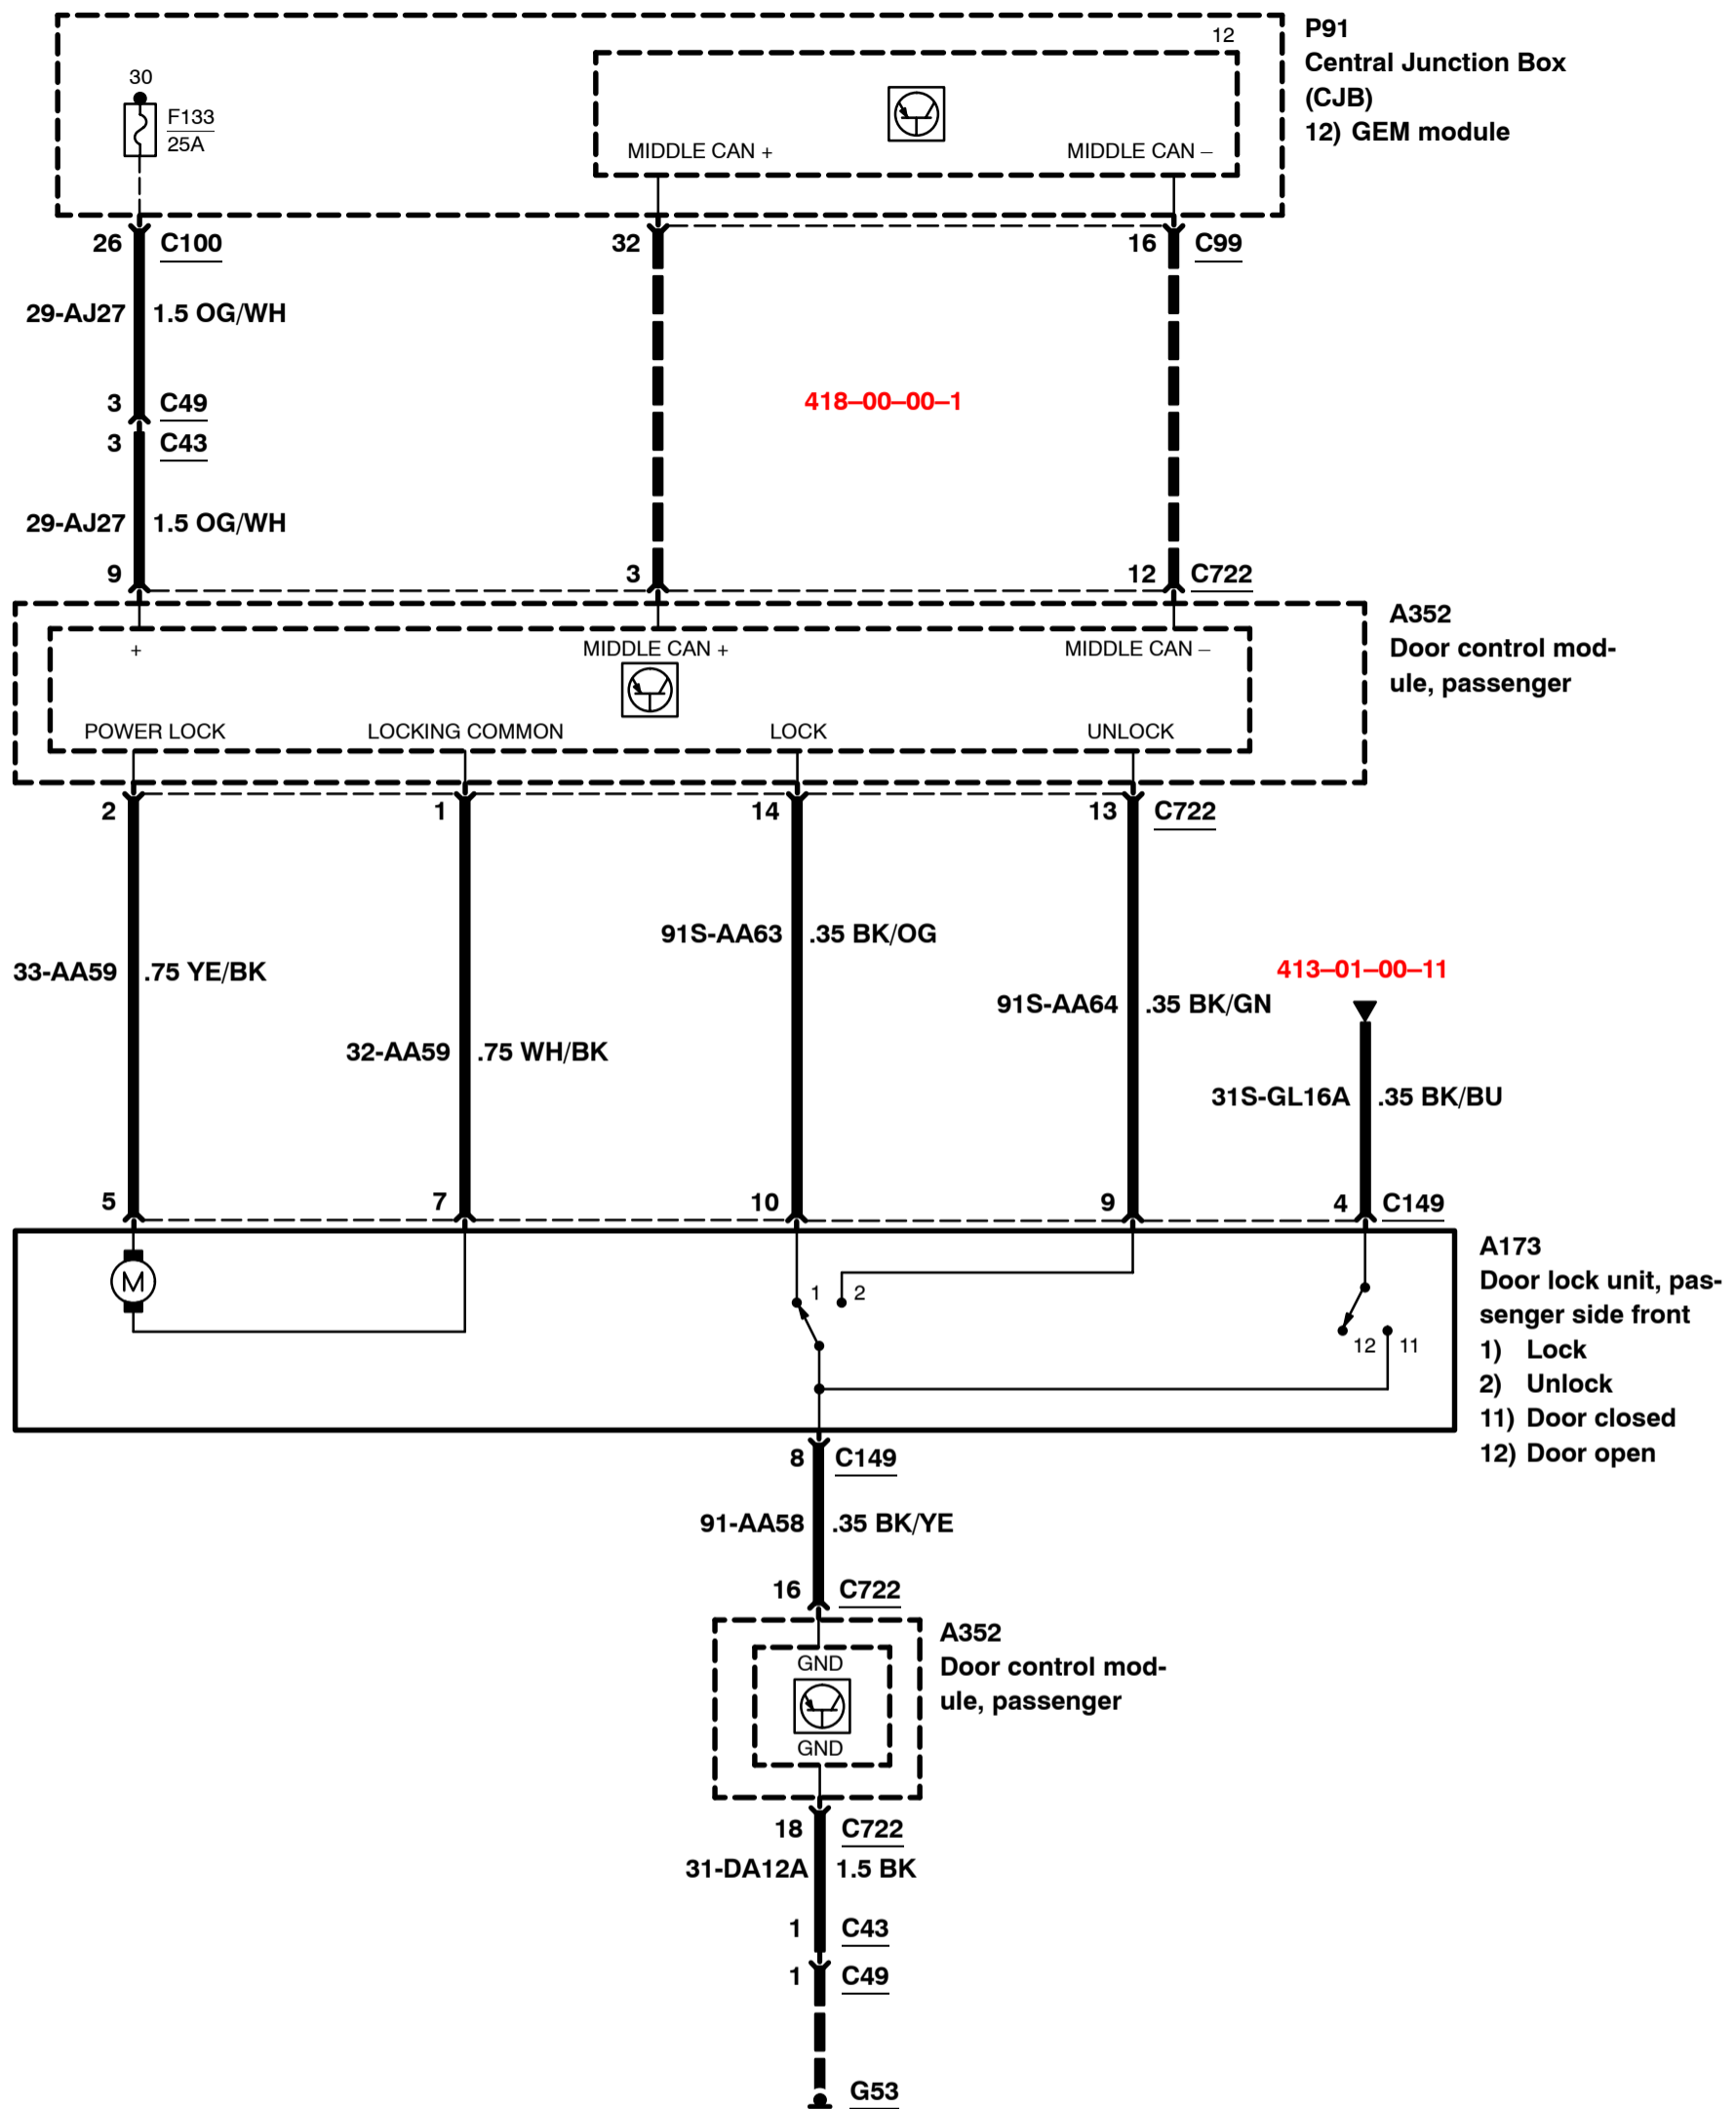 P91
Central Junction Box
(CJB)
12) GEM module
12
30
F133
25A
MIDDLE CAN +
MIDDLE CAN –
26 C100
32
16 C99
29-AJ27 1.5 OG/WH
418–00–00–1
3 C49
3 C43
29-AJ27 1.5 OG/WH
9
3
12 C722
A352
Door control mod-
ule, passenger
+
MIDDLE CAN +
MIDDLE CAN –
POWER LOCK
LOCKING COMMON
LOCK
UNLOCK
2
1
14
13 C722
91S-AA63 .35 BK/OG
33-AA59 .75 YE/BK
413–01–00–11
91S-AA64 .35 BK/GN
32-AA59 .75 WH/BK
31S-GL16A .35 BK/BU
5
7
10
9
4 C149
A173
Door lock unit, pas-
senger side front
1) Lock
2) Unlock
11) Door closed
12) Door open
M
1
2
12
11
8 C149
91-AA58 .35 BK/YE
16 C722
A352
Door control mod-
ule, passenger
GND
GND
18 C722
31-DA12A 1.5 BK
1 C43
1 C49
G53